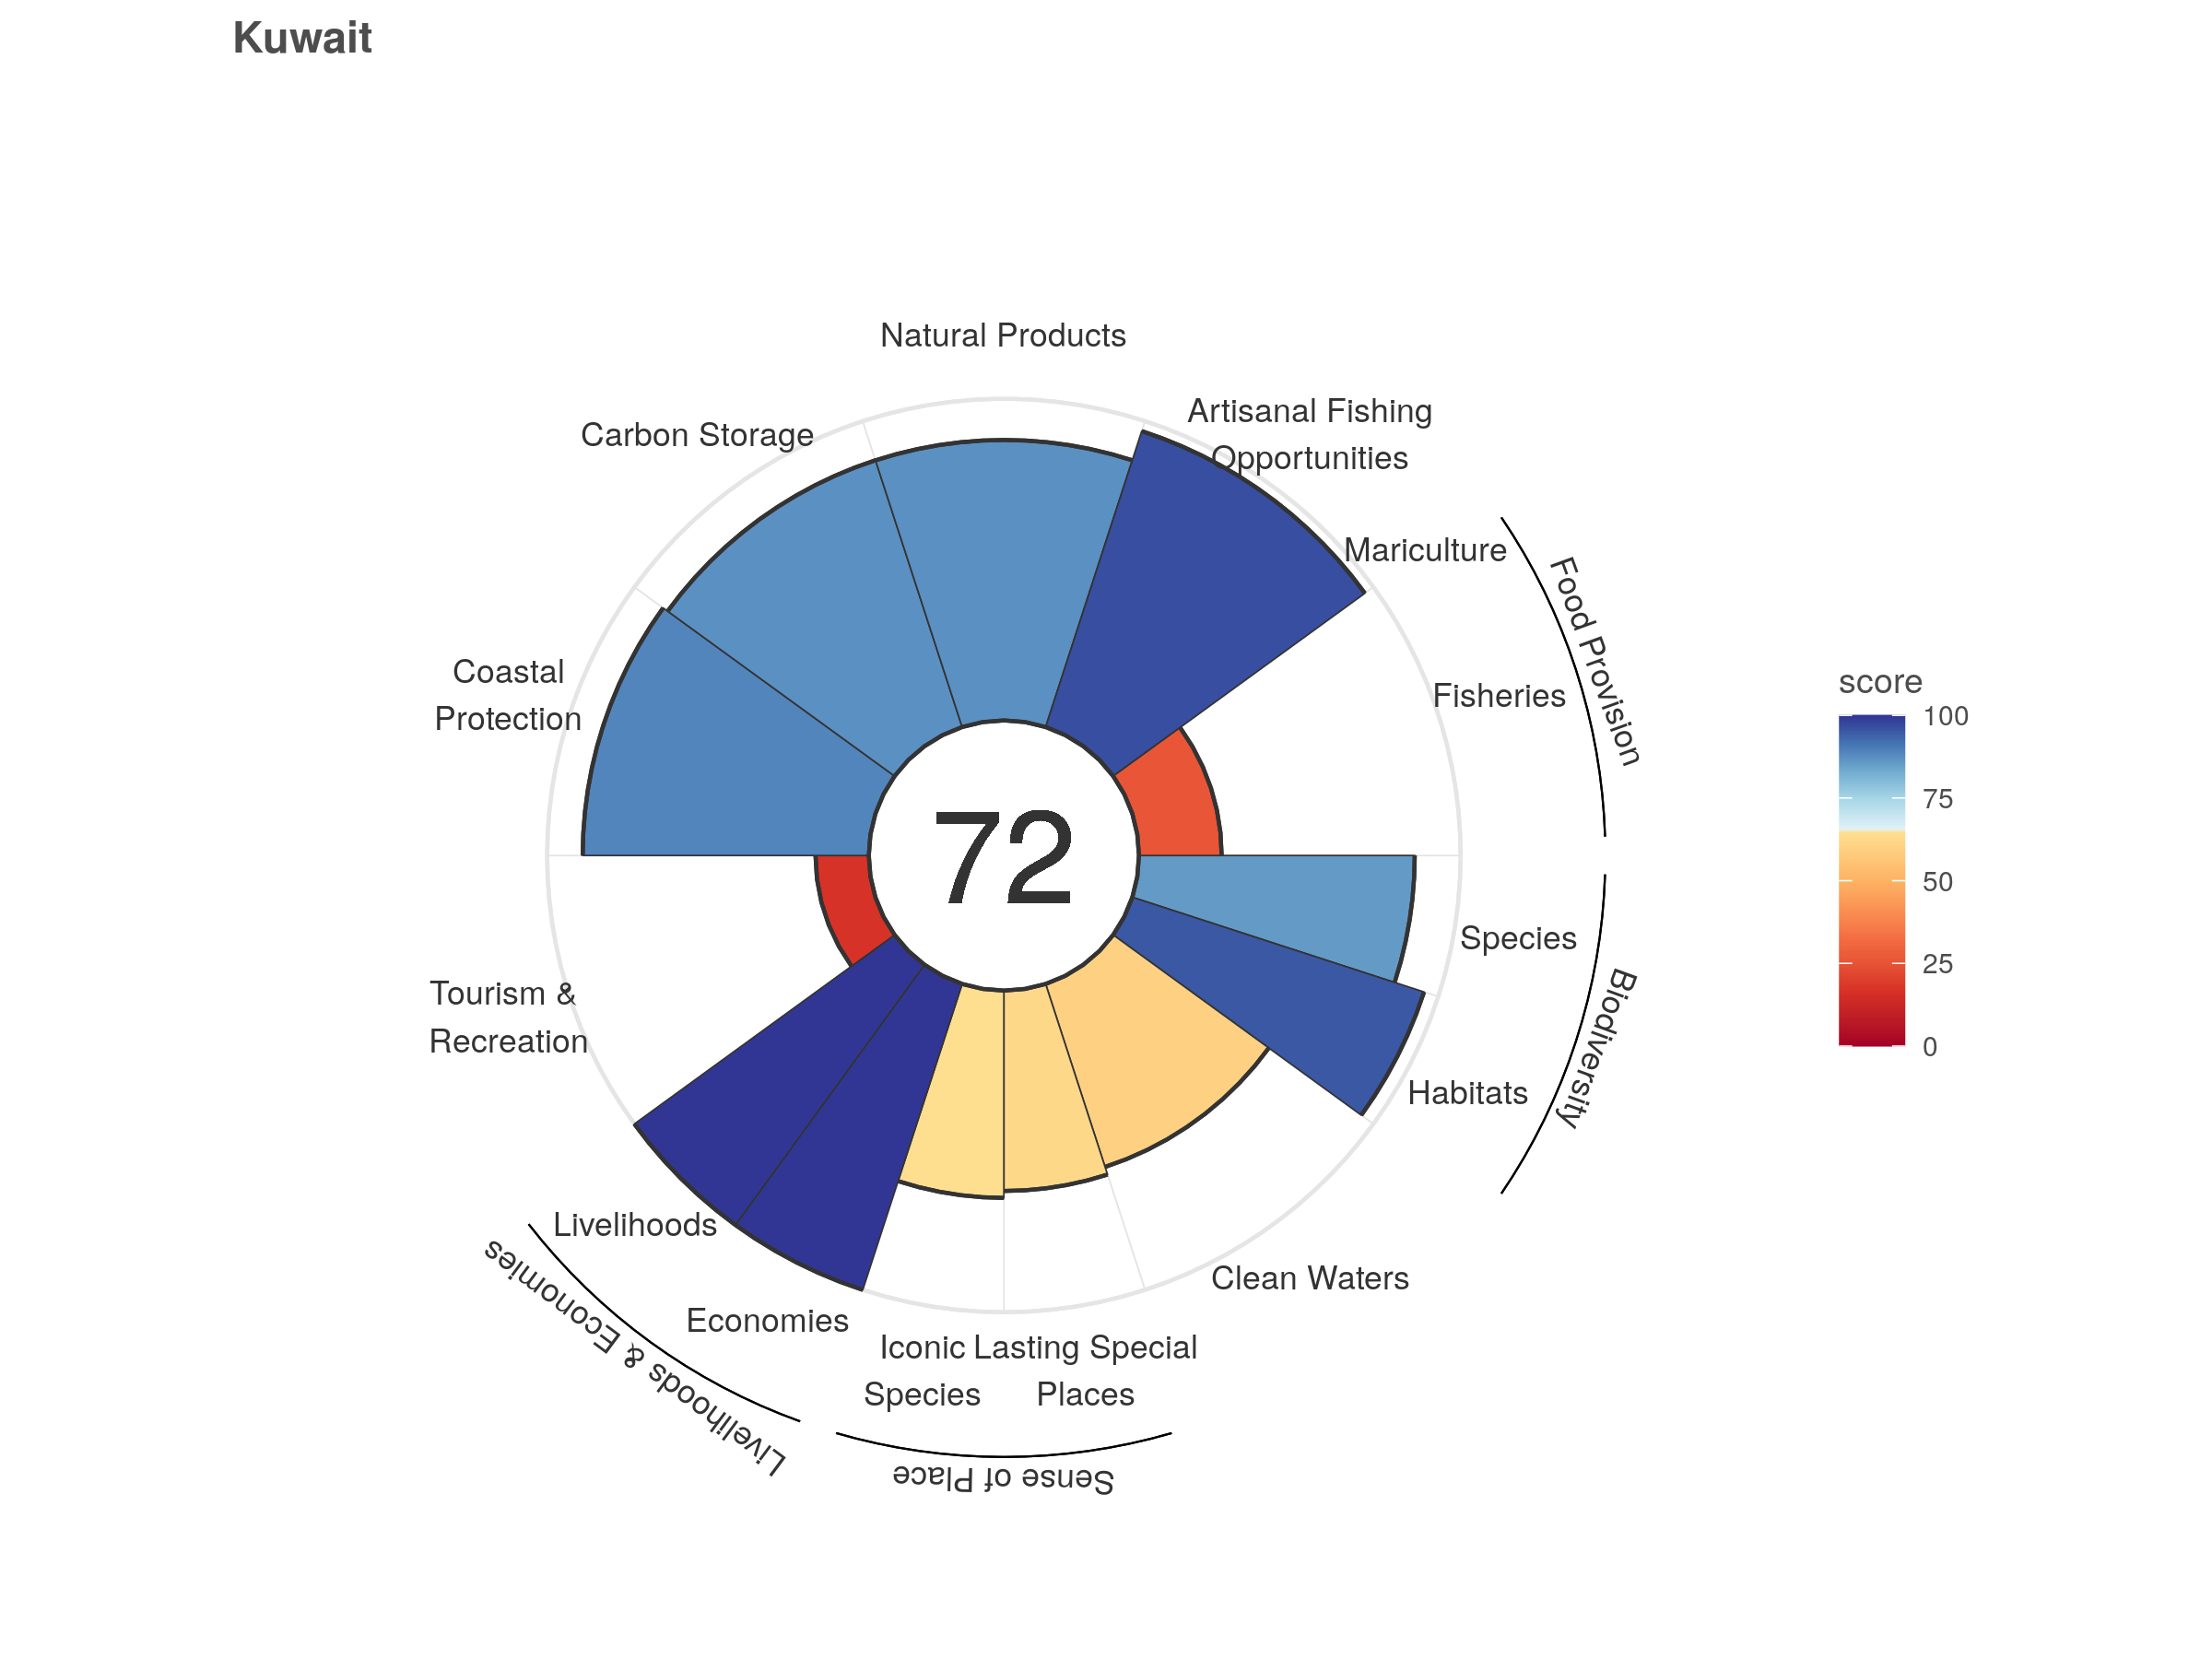 Kuwait
Natural Products
Artisanal Fishing
Opportunities
Carbon Storage
Mariculture
Food Provision
Fisheries
Coastal
Protection
score
100
75
50
25
0
72
Species
Biodiversity
Habitats
Tourism &
Recreation
Livelihoods
Livelihoods & Economies
Economies
Clean Waters
Iconic
Species
Lasting Special
Places
Sense of Place